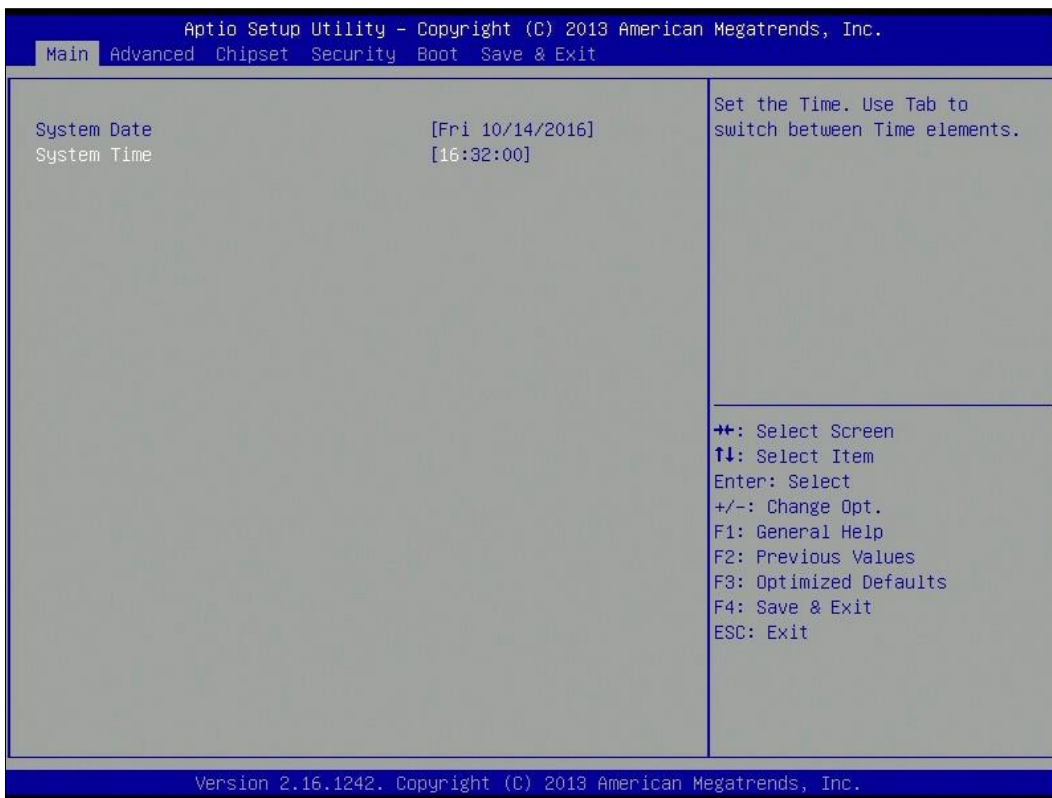 Aptio Setup Utility - Copyright (C) 2013 American Megatrends, Inc.
Main Advanced Chipset Security Boot Save & Exit
System Date [Fri 10/14/2016]
System Time [16:32:00]
Set the Time. Use Tab to
switch between Time elements.
→←: Select Screen
↑↓: Select Item
Enter: Select
+/-: Change Opt.
F1: General Help
F2: Previous Values
F3: Optimized Defaults
F4: Save & Exit
ESC: Exit
Version 2.16.1242. Copyright (C) 2013 American Megatrends, Inc.